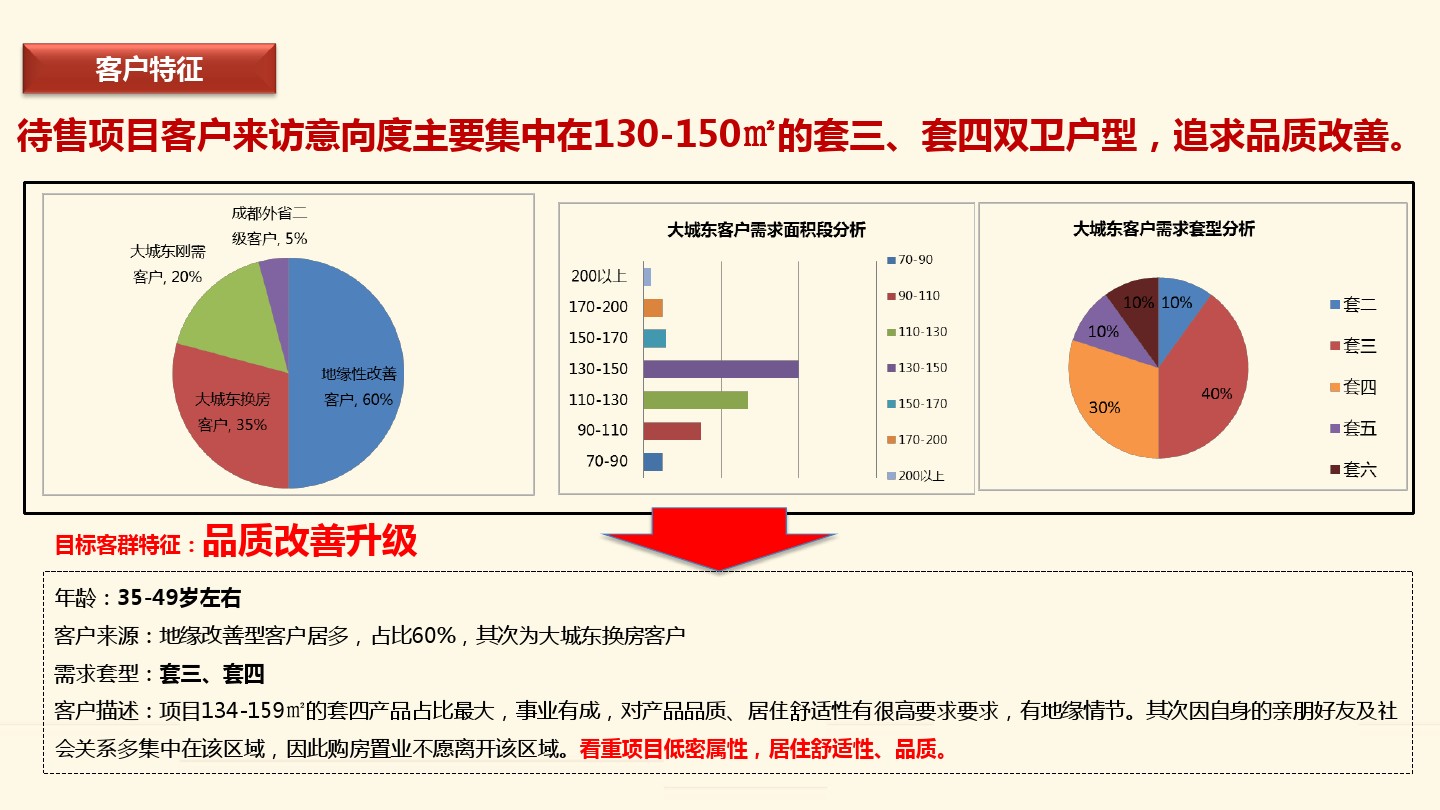 客户特征
待售项目客户来访意向度主要集中在130-150㎡的套三、套四双卫户型，追求品质改善。
成都外省二
级客户, 5%
大城东刚需
客户, 20%
地缘性改善
客户, 60%
大城东换房
客户, 35%
大城东客户需求面积段分析
200以上
170-200
150-170
130-150
110-130
90-110
70-90
70-90
90-110
110-130
130-150
150-170
170-200
200以上
大城东客户需求套型分析
10%
10%
10%
40%
30%
套二
套三
套四
套五
套六
目标客群特征：品质改善升级
年龄：35-49岁左右
客户来源：地缘改善型客户居多，占比60%，其次为大城东换房客户
需求套型：套三、套四
客户描述：项目134-159㎡的套四产品占比最大，事业有成，对产品品质、居住舒适性有很高要求要求，有地缘情节。其次因自身的亲朋好友及社
会关系多集中在该区域，因此购房置业不愿离开该区域。看重项目低密属性，居住舒适性、品质。